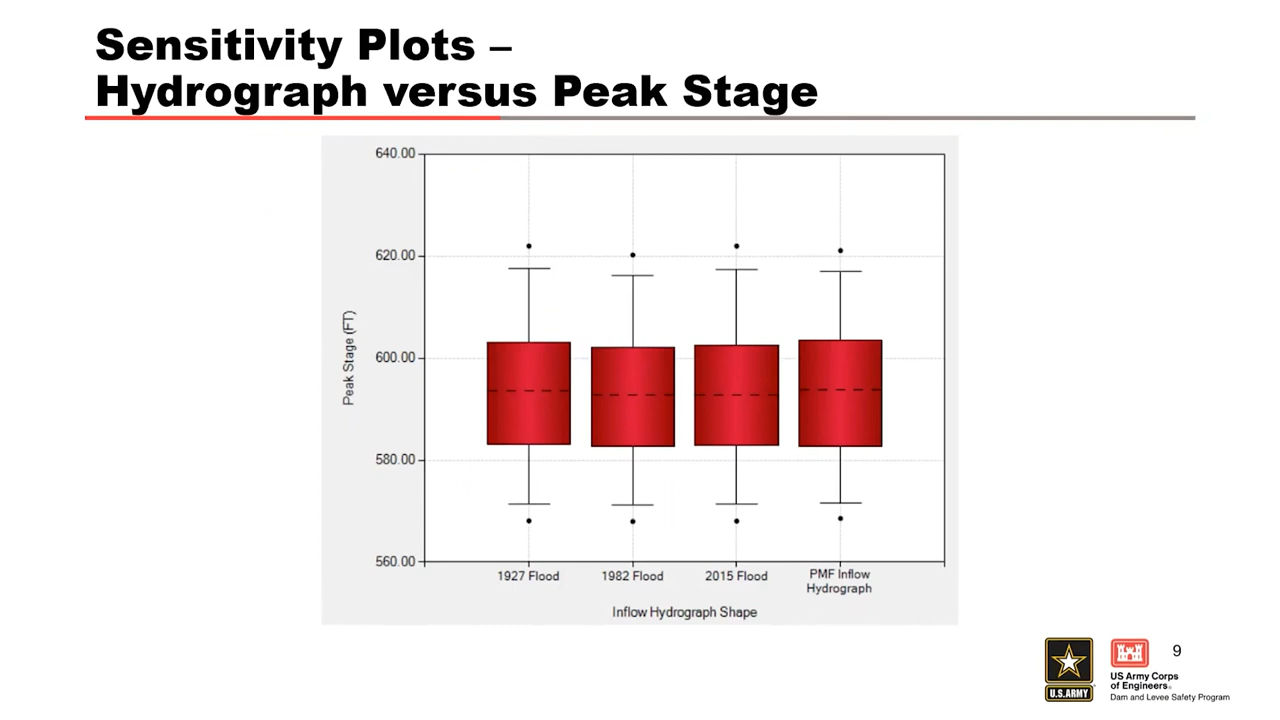 Sensitivity Plots –
Hydrograph versus Peak Stage
640.00
620.00
600.00
580.00
560.00
Peak Stage (FT)
1927 Flood
1982 Flood
2015 Flood
PMF Inflow
Hydrograph
Inflow Hydrograph Shape
U.S.ARMY
US Army Corps
of Engineers®
Dam and Levee Safety Program
9